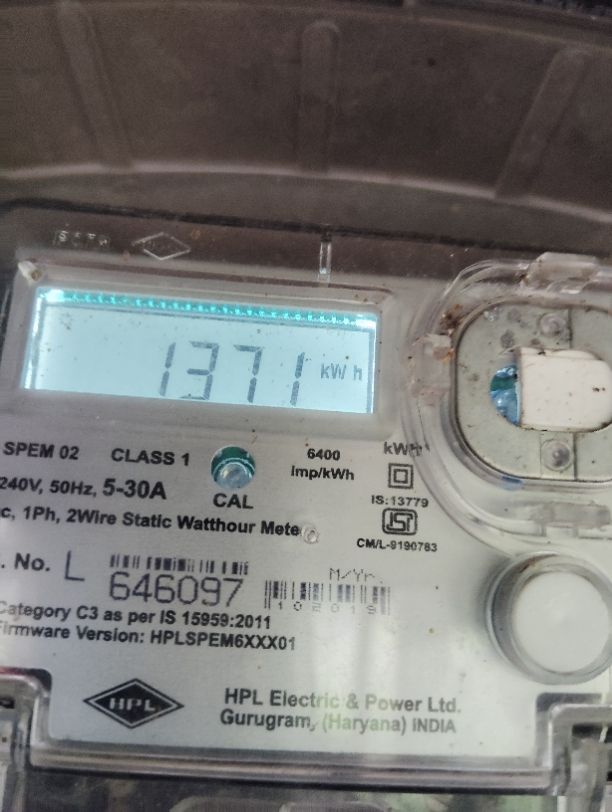 1371 kW h
SPEM 02 CLASS 1 6400 imp/kWh kWh
240V, 50Hz, 5-30A CAL
IS:13779
1Ph, 2Wire Static Watthour Mete
CM/L-9190783
. No. L 646097
M/Yr.
102019
Category C3 as per IS 15959:2011
Firmware Version: HPLSPEM6XXX01
HPL HPL Electric & Power Ltd.
Gurugram, (Haryana) INDIA